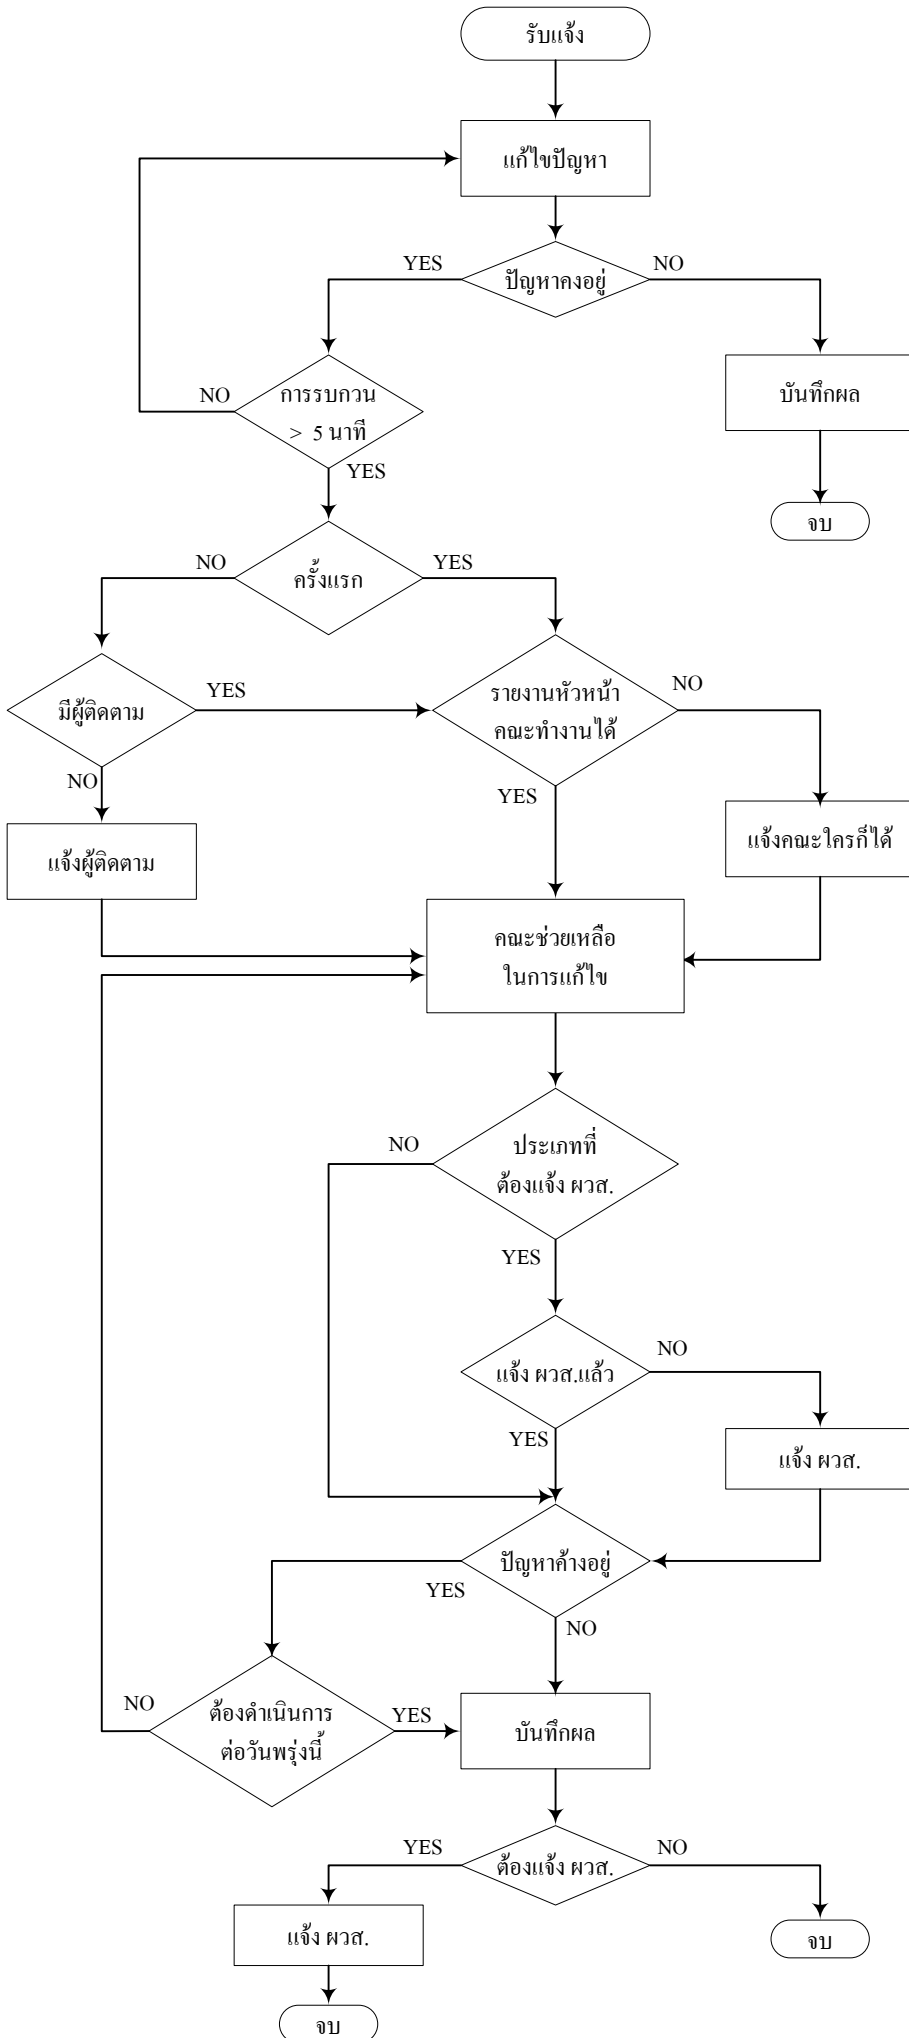 รับแจ้ง
แก้ไขปัญหา
YES
ปัญหาคงอยู่
NO
NO
การรบกวน
> 5 นาที
บันทึกผล
YES
จบ
NO
ครั้งแรก
YES
มีผู้ติดตาม
YES
รายงานหัวหน้า
คณะทำงานได้
NO
NO
YES
แจ้งผู้ติดตาม
แจ้งคณะใครก็ได้
คณะช่วยเหลือ
ในการแก้ไข
NO
ประเภทที่
ต้องแจ้ง ผวส.
YES
แจ้ง ผวส.แล้ว
NO
YES
แจ้ง ผวส.
ปัญหาค้างอยู่
YES
NO
NO
ต้องดำเนินการ
ต่อวันพรุ่งนี้
YES
บันทึกผล
YES
ต้องแจ้ง ผวส.
NO
แจ้ง ผวส.
จบ
จบ